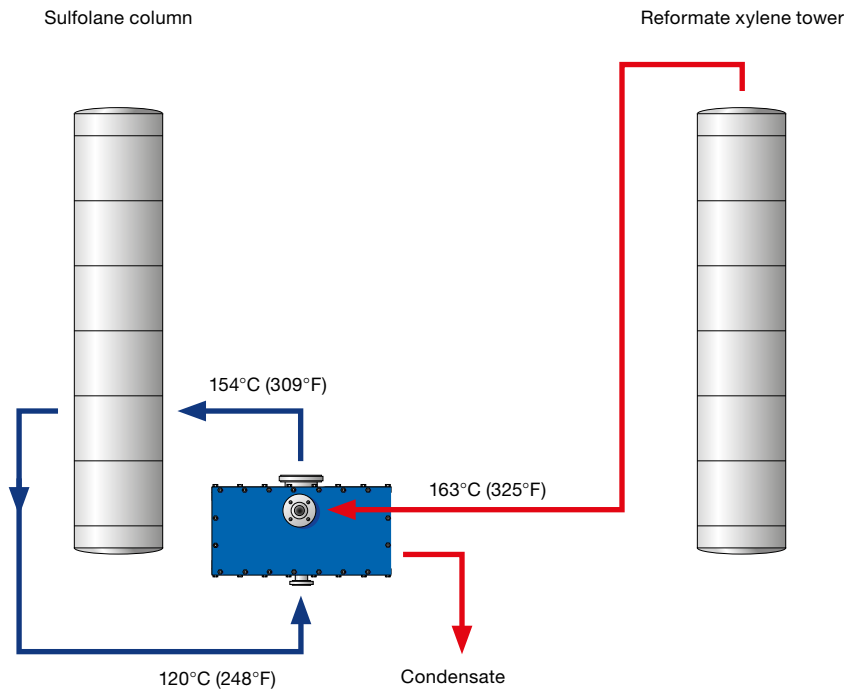 Sulfolane column
Reformate xylene tower
154°C (309°F)
163°C (325°F)
120°C (248°F)
Condensate